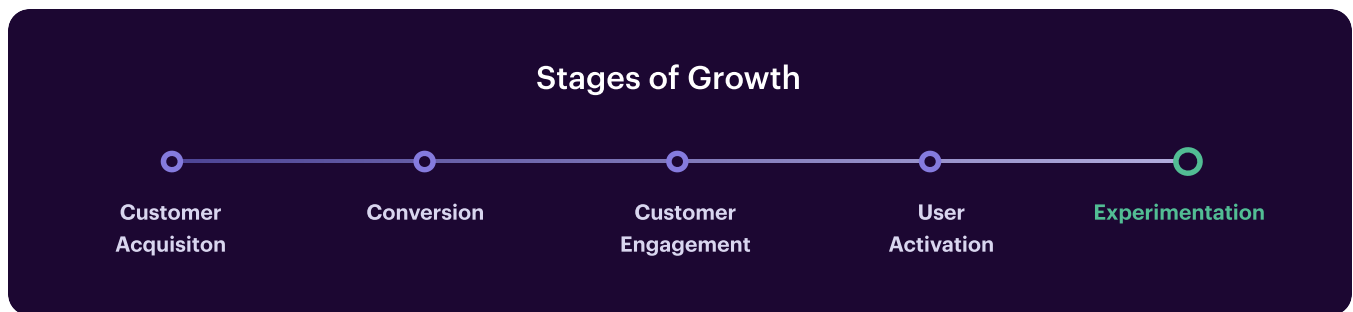 Stages of Growth
Customer
Acquisiton
Conversion
Customer
Engagement
User
Activation
Experimentation